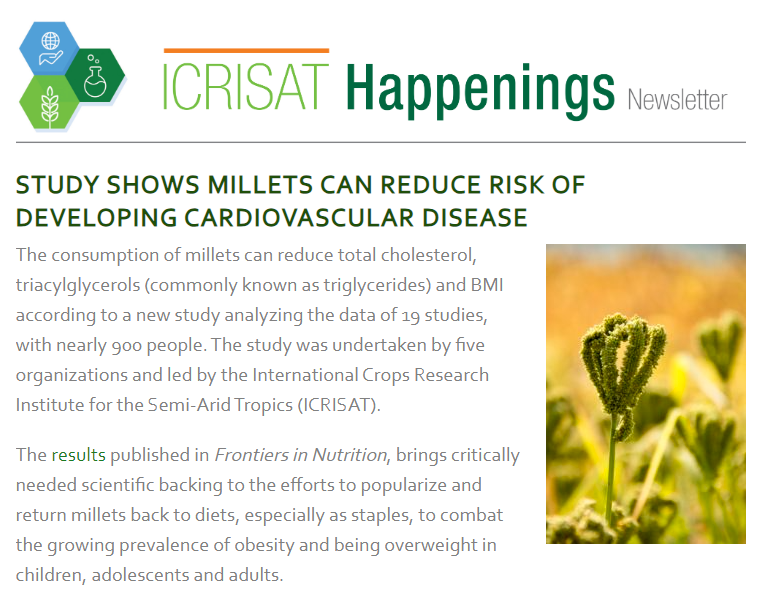 ICRISAT Happenings Newsletter
STUDY SHOWS MILLETS CAN REDUCE RISK OF
DEVELOPING CARDIOVASCULAR DISEASE
The consumption of millets can reduce total cholesterol,
triacylglycerols (commonly known as triglycerides) and BMI
according to a new study analyzing the data of 19 studies,
with nearly 900 people. The study was undertaken by five
organizations and led by the International Crops Research
Institute for the Semi-Arid Tropics (ICRISAT).
The results published in Frontiers in Nutrition, brings critically
needed scientific backing to the efforts to popularize and
return millets back to diets, especially as staples, to combat
the growing prevalence of obesity and being overweight in
children, adolescents and adults.